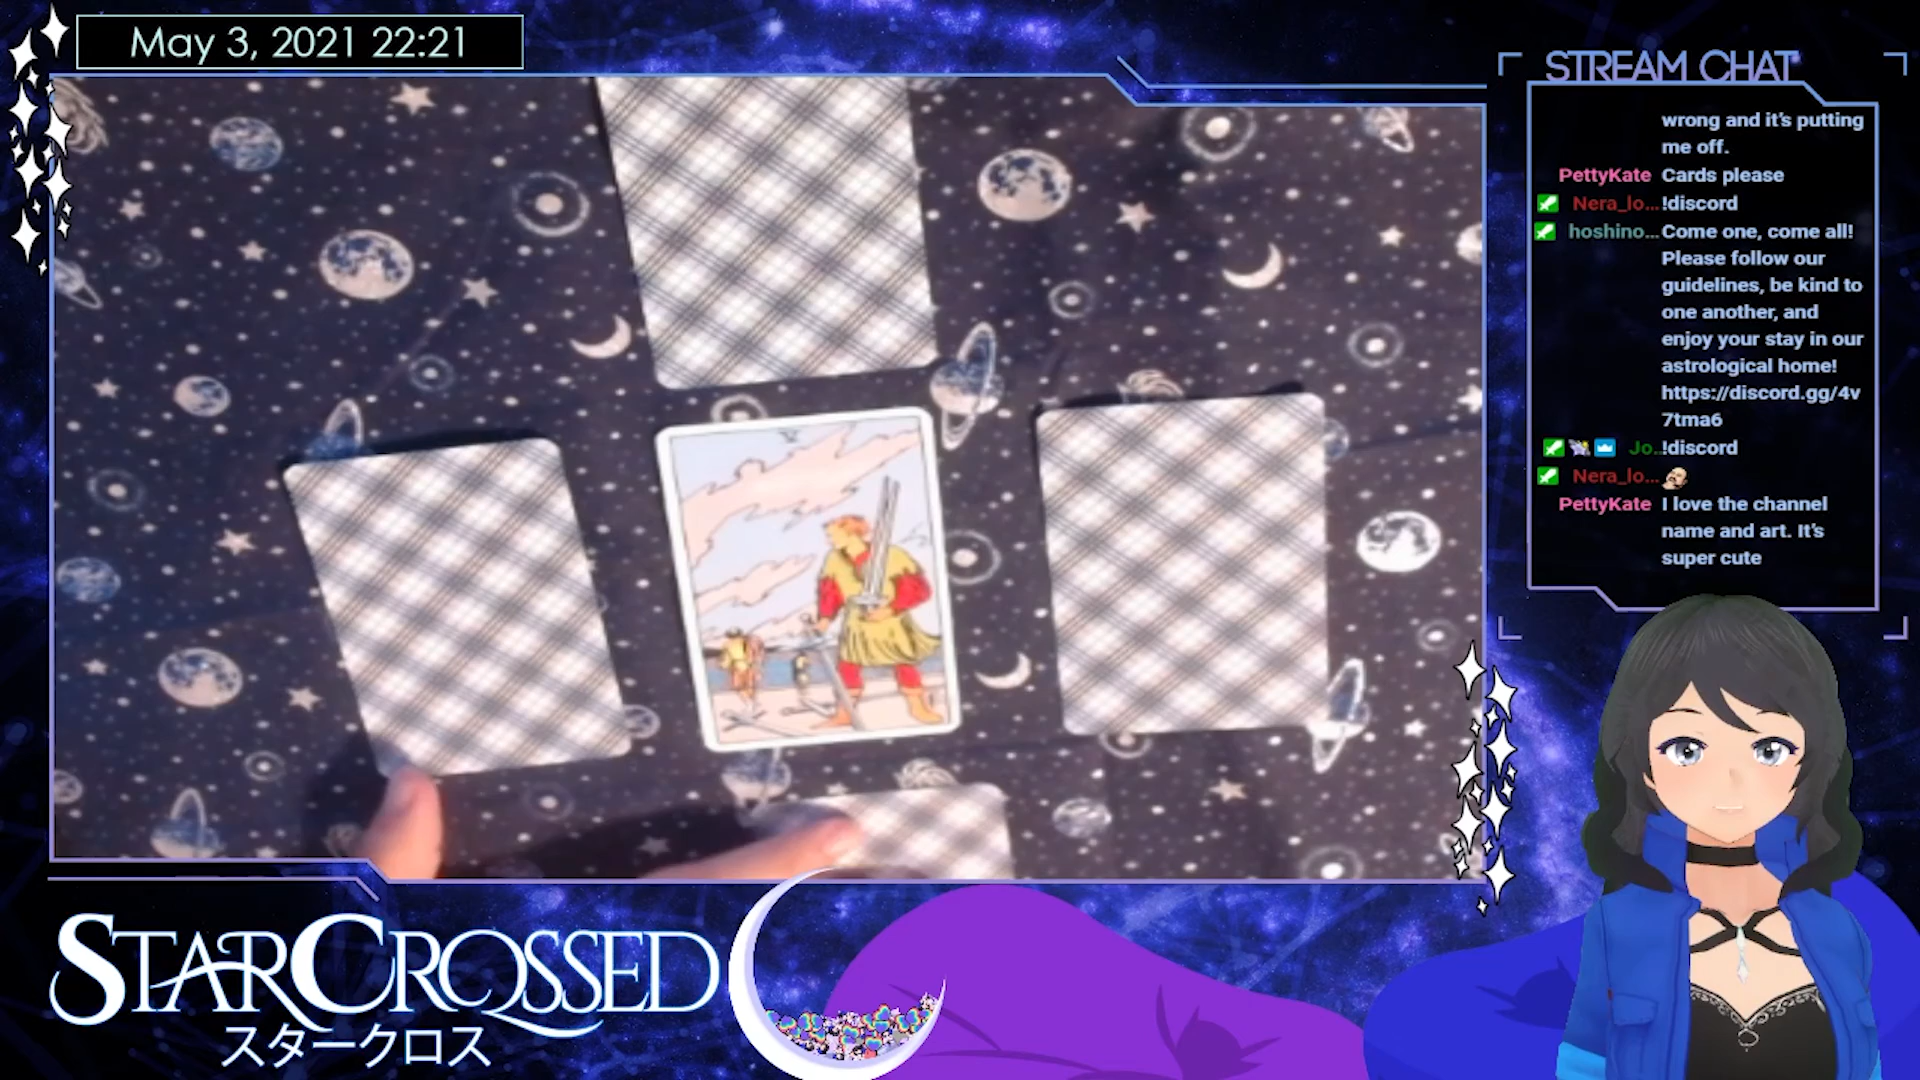 May 3, 2021 22:21
STREAM CHAT
wrong and it's putting
me off.
PettyKate Cards please
Nera_lo... !discord
hoshino... Come one, come all!
Please follow our
guidelines, be kind to
one another, and
enjoy your stay in our
astrological home!
https://discord.gg/4v
7tma6
Jo... !discord
Nera_lo...
PettyKate I love the channel
name and art. It's
super cute
V
STARCROSSED
スタークロス